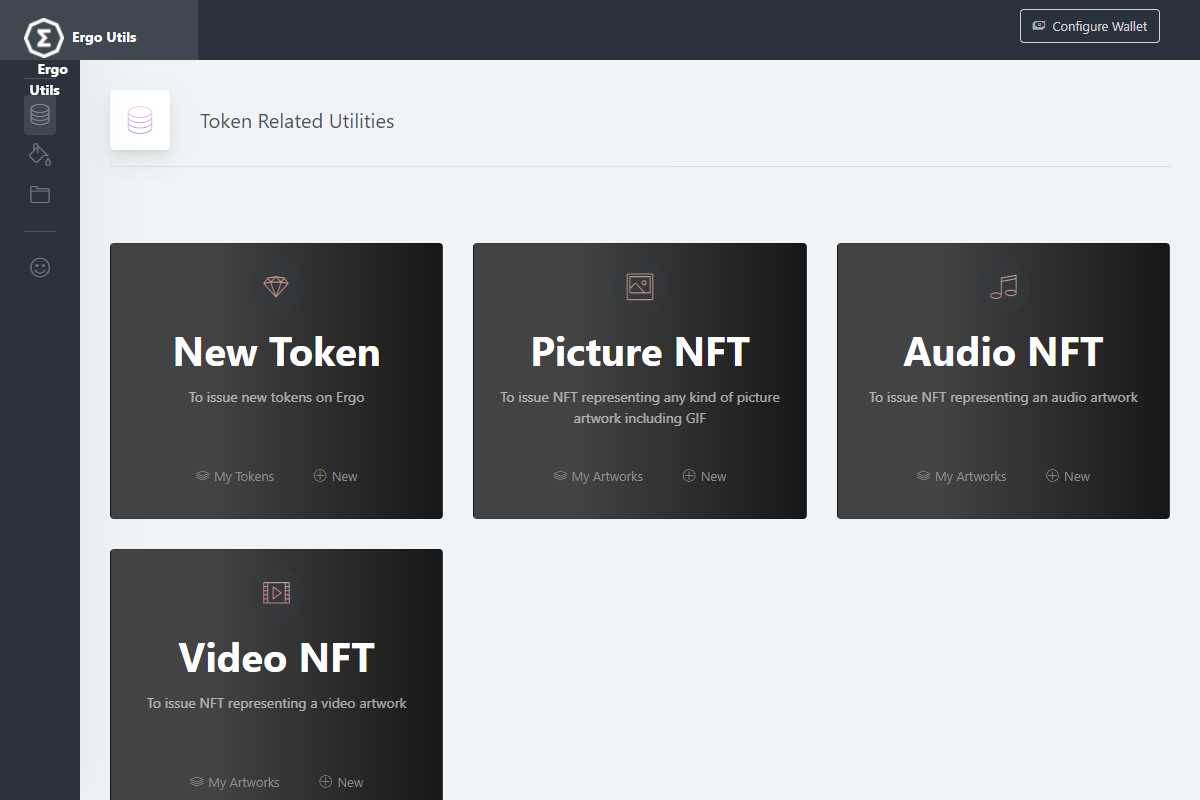 Ergo Utils
Configure Wallet
Ergo
Utils
Token Related Utilities
New Token
To issue new tokens on Ergo
My Tokens
New
Picture NFT
To issue NFT representing any kind of picture
artwork including GIF
My Artworks
New
Audio NFT
To issue NFT representing an audio artwork
My Artworks
New
Video NFT
To issue NFT representing a video artwork
My Artworks
New